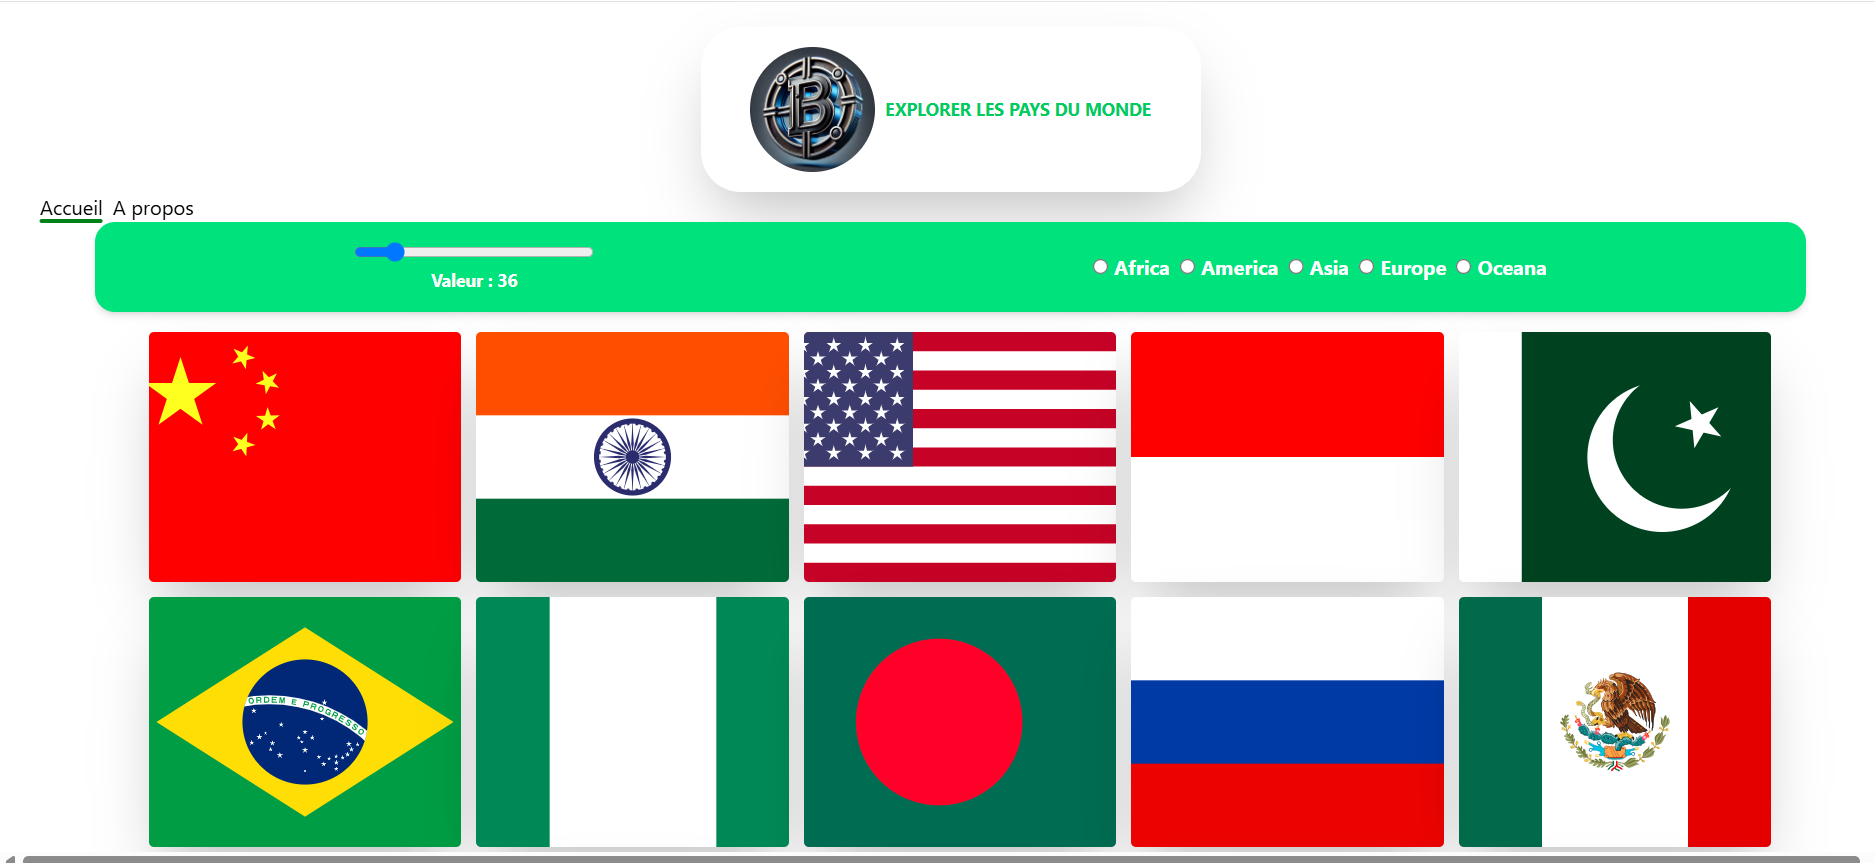 B
EXPLORER LES PAYS DU MONDE
Accueil A propos
Valeur : 36
Africa America Asia Europe Oceana
ORDEM E PROGRESSO